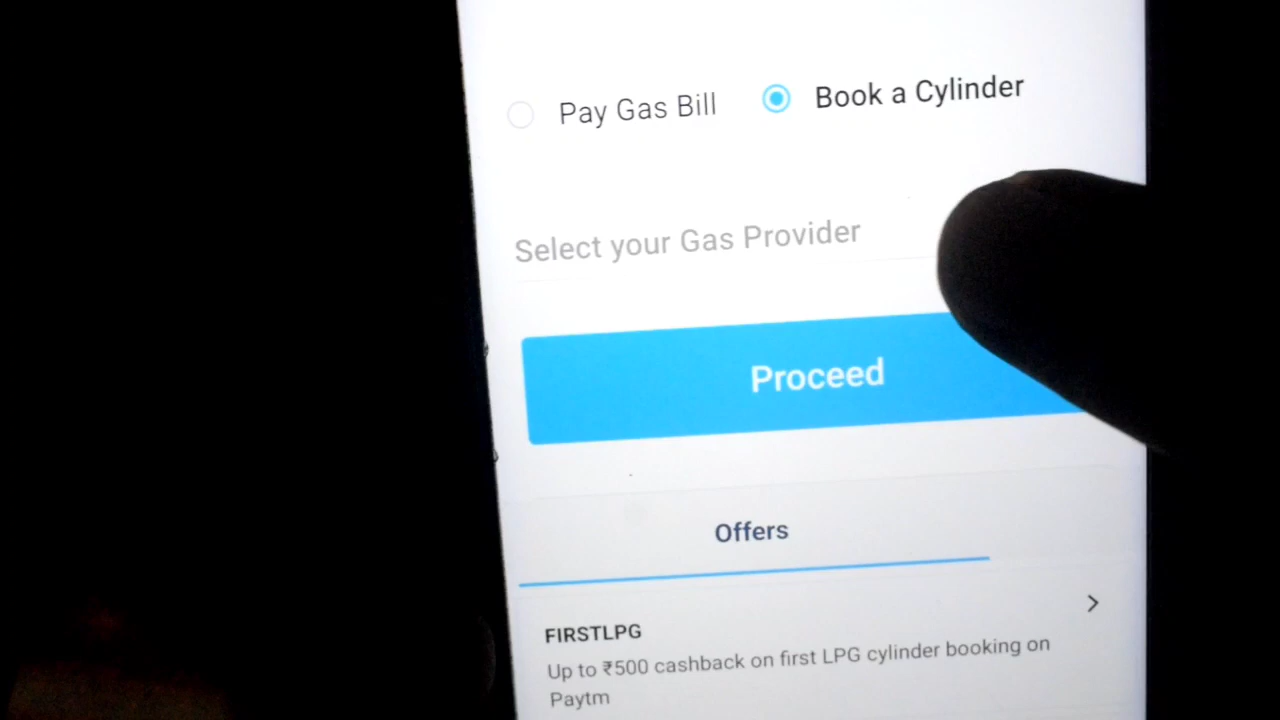 Pay Gas Bill Book a Cylinder
Select your Gas Provider
Proceed
Offers
FIRSTLPG
Up to ₹500 cashback on first LPG cylinder booking on
Paytm